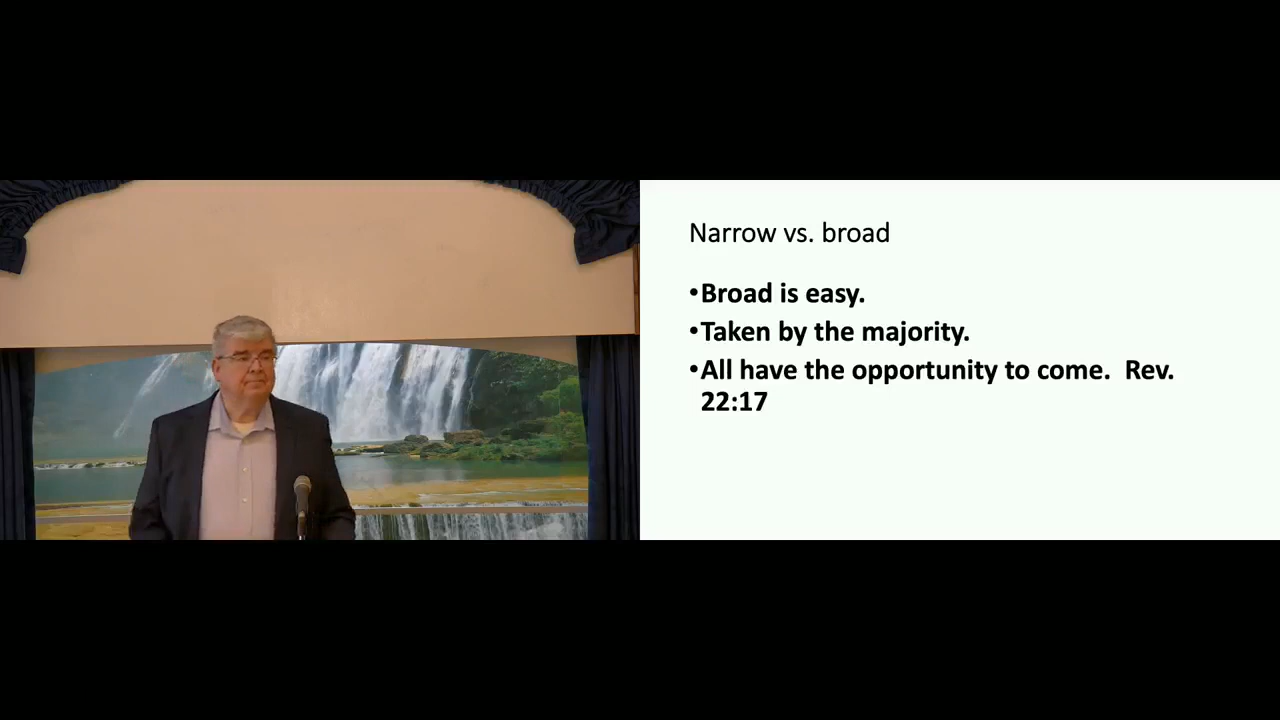 Narrow vs. broad
•Broad is easy.
•Taken by the majority.
•All have the opportunity to come.  Rev.
22:17